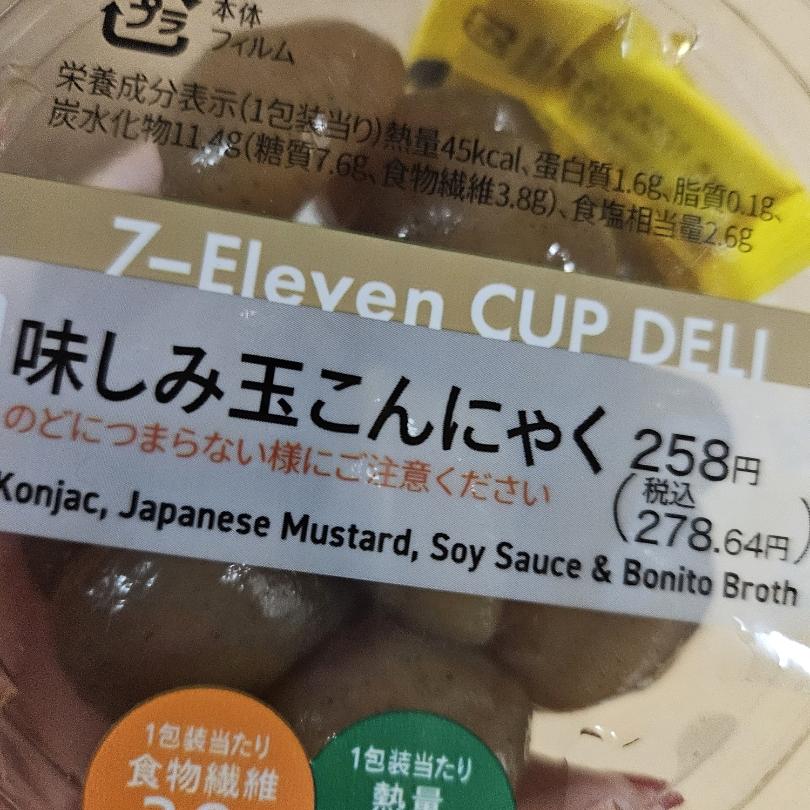 プラ
本体
フィルム
栄養成分表示(1包装当り)熱量45kcal、蛋白質1.6g、脂質0.1g、
炭水化物11.4g(糖質7.6g、食物繊維3.8g)、食塩相当量2.6g
7-Eleven CUP DELI
味しみ玉こんにゃく 258円
のどにつまらない様にご注意ください
(税込
278.64円)
Konjac, Japanese Mustard, Soy Sauce & Bonito Broth
1包装当たり
食物繊維
1包装当たり
熱量